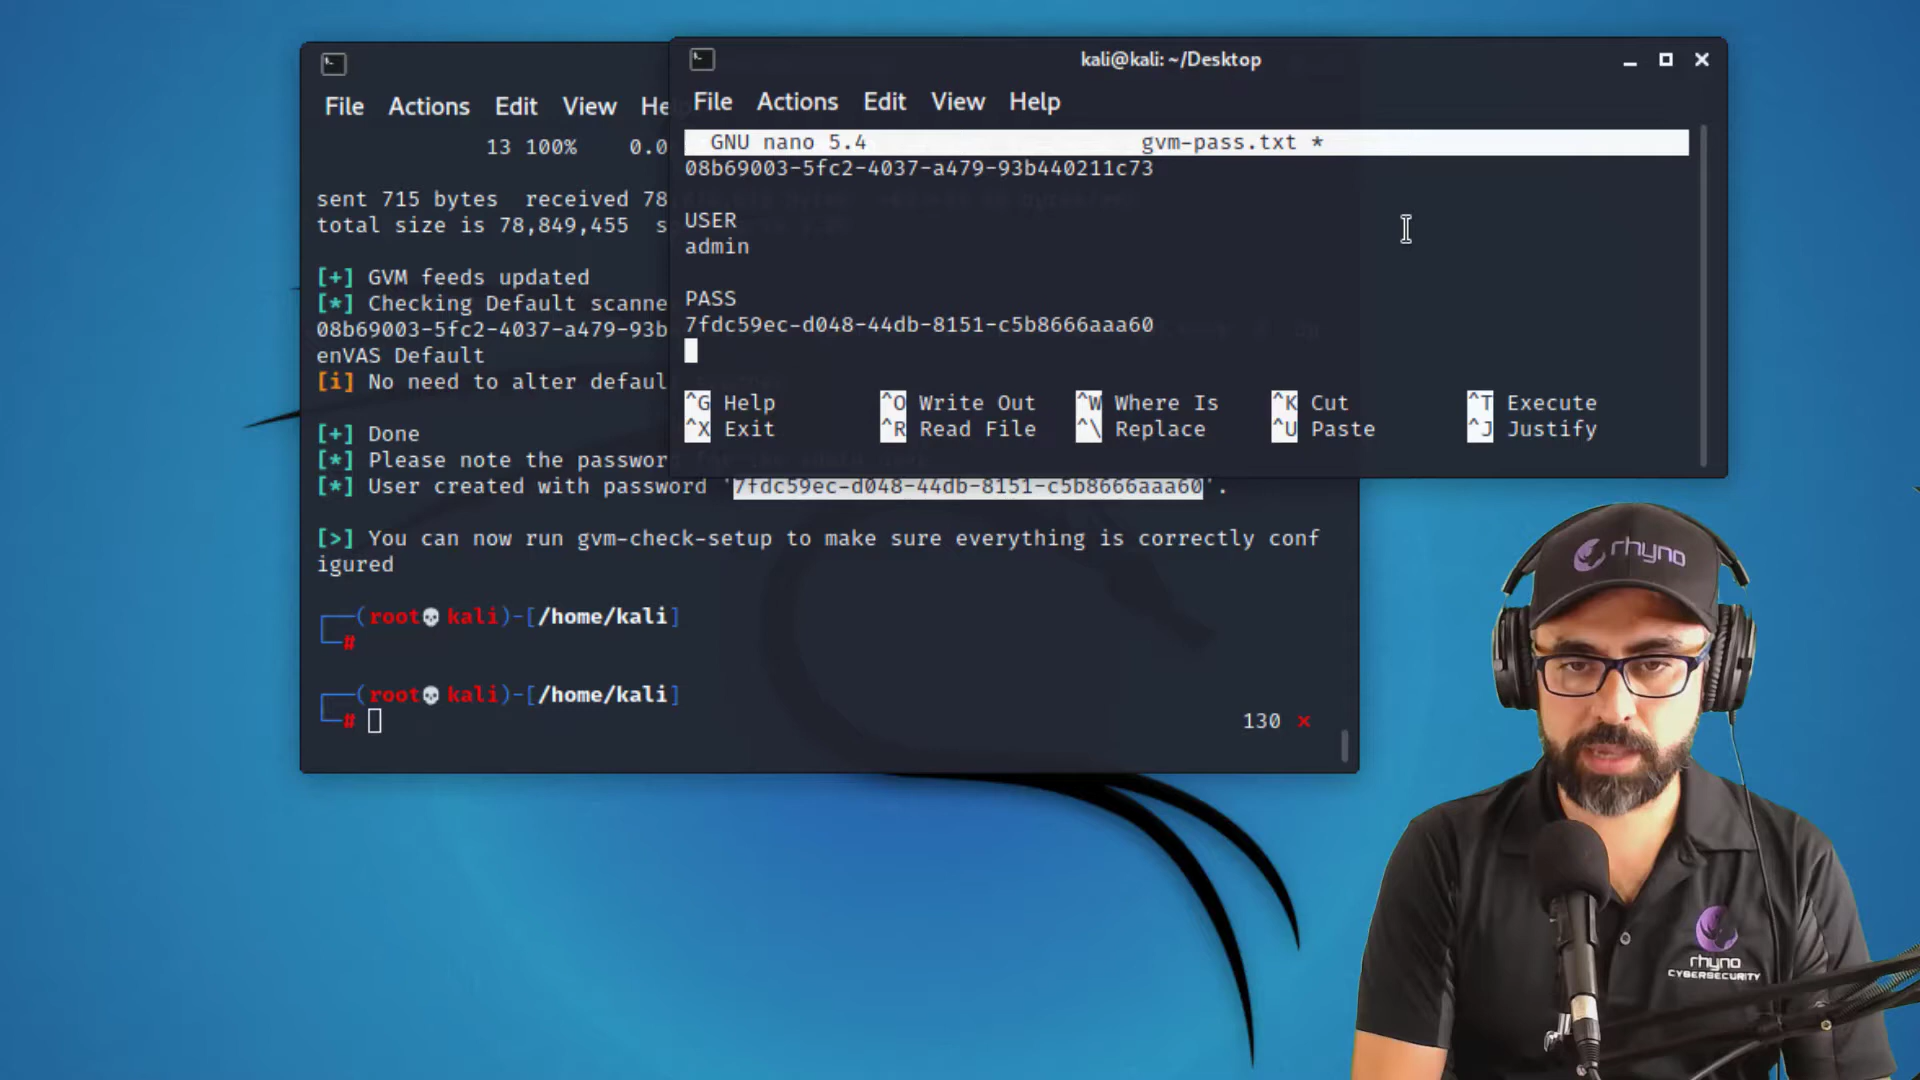 File Actions Edit View He
13 100% 0.0
sent 715 bytes received 78,
total size is 78,849,455 s
[+] GVM feeds updated
[*] Checking Default scanne
08b69003-5fc2-4037-a479-93b
enVAS Default
[i] No need to alter defaul
[+] Done
[*] Please note the password
[*] User created with password '7fdc59ec-d048-44db-8151-c5b8666aaa60'.
[>] You can now run gvm-check-setup to make sure everything is correctly conf
igured
(root💀kali)-[/home/kali]
#
(root💀kali)-[/home/kali]
#
130 ×
kali@kali: ~/Desktop
File Actions Edit View Help
GNU nano 5.4 gvm-pass.txt *
08b69003-5fc2-4037-a479-93b440211c73
USER
admin
PASS
7fdc59ec-d048-44db-8151-c5b8666aaa60
^G Help ^O Write Out ^W Where Is ^K Cut ^T Execute
^X Exit ^R Read File ^\ Replace ^U Paste ^J Justify
rhyno
rhyno
CYBERSECURITY